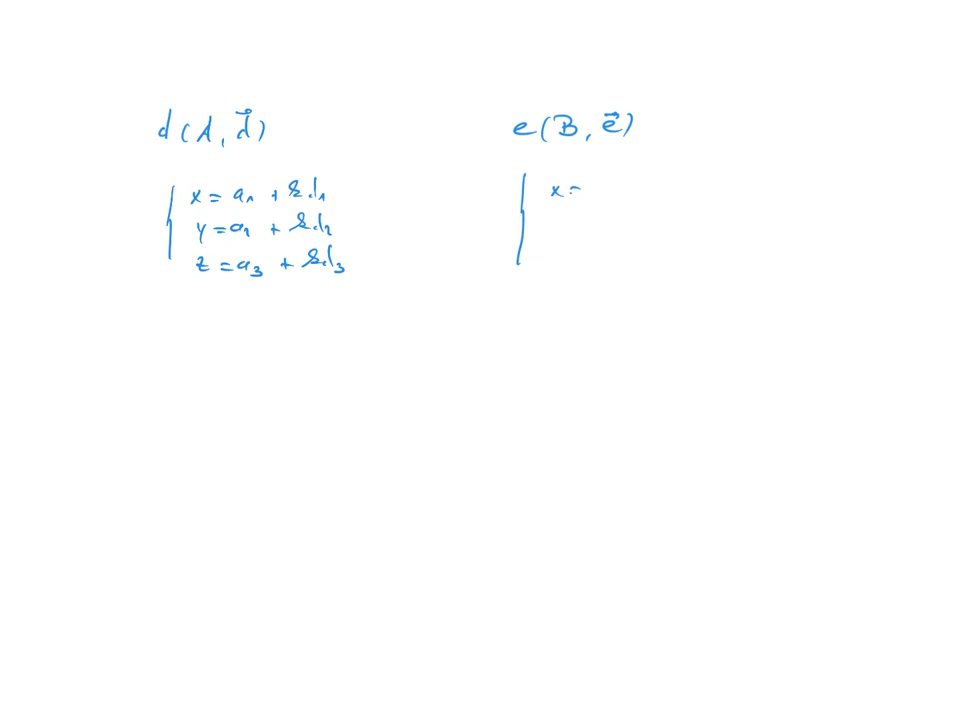 d(A, d⃗)
e(B, e⃗)
x = a₁ + k.d₁
y = a₂ + k.d₂
z = a₃ + k.d₃
x =